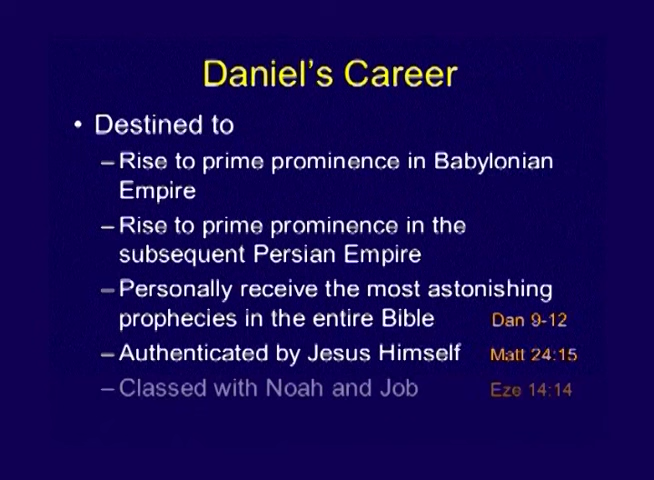 Daniel's Career
• Destined to
– Rise to prime prominence in Babylonian
Empire
– Rise to prime prominence in the
subsequent Persian Empire
– Personally receive the most astonishing
prophecies in the entire Bible Dan 9-12
– Authenticated by Jesus Himself Matt 24:15
– Classed with Noah and Job Eze 14:14